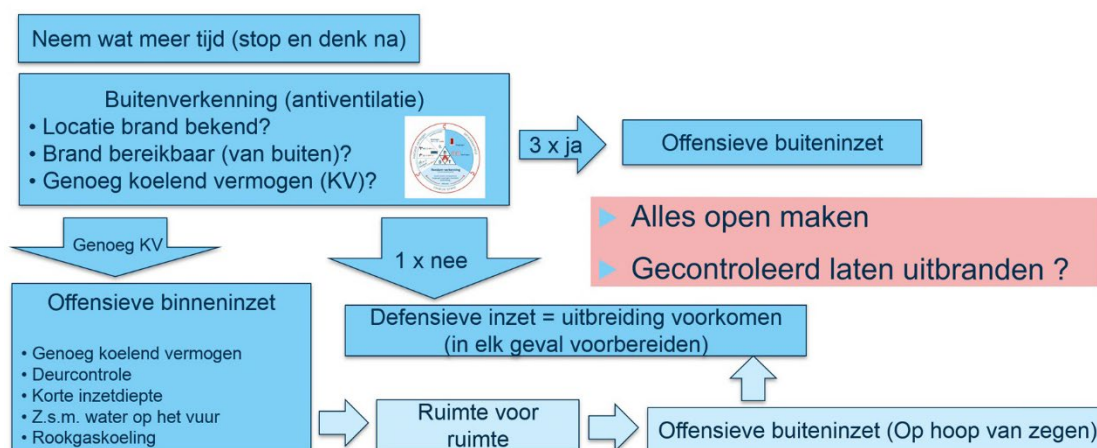 Neem wat meer tijd (stop en denk na)
Buitenverkenning (antiventilatie)
• Locatie brand bekend?
• Brand bereikbaar (van buiten)?
• Genoeg koelend vermogen (KV)?
3 x ja
Offensieve buiteninzet
Alles open maken
Gecontroleerd laten uitbranden ?
Genoeg KV
1 x nee
Offensieve binneninzet
• Genoeg koelend vermogen
• Deurcontrole
• Korte inzetdiepte
• Z.s.m. water op het vuur
• Rookgaskoeling
Defensieve inzet = uitbreiding voorkomen
(in elk geval voorbereiden)
Ruimte voor
ruimte
Offensieve buiteninzet (Op hoop van zegen)